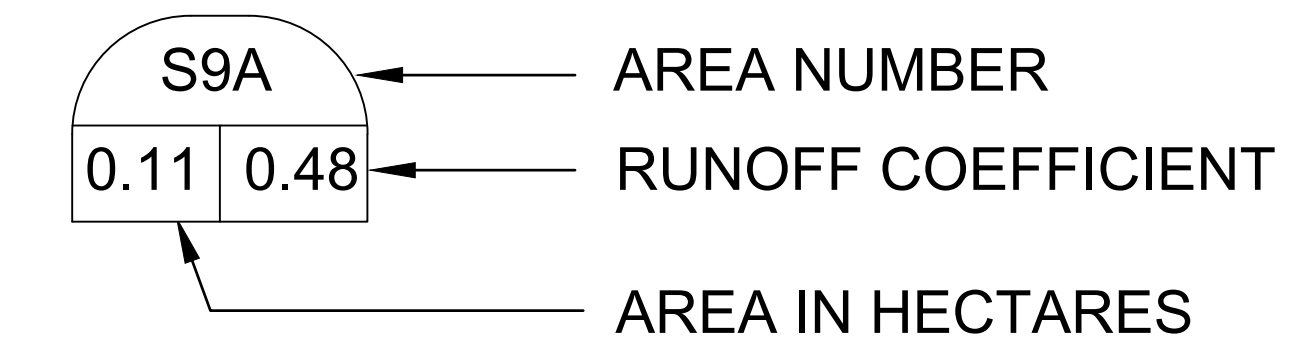 S9A
AREA NUMBER
0.11 0.48
RUNOFF COEFFICIENT
AREA IN HECTARES